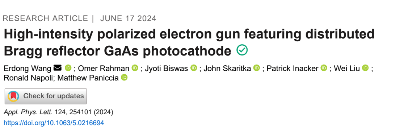 RESEARCH ARTICLE | JUNE 17 2024
High-intensity polarized electron gun featuring distributed
Bragg reflector GaAs photocathode
Erdong Wang; Omer Rahman; Jyoti Biswas; John Skaritka; Patrick Inacker; Wei Liu;
Ronald Napoli; Matthew Paniccia
Check for updates
Appl. Phys. Lett. 124, 254101 (2024)
https://doi.org/10.1063/5.0216694